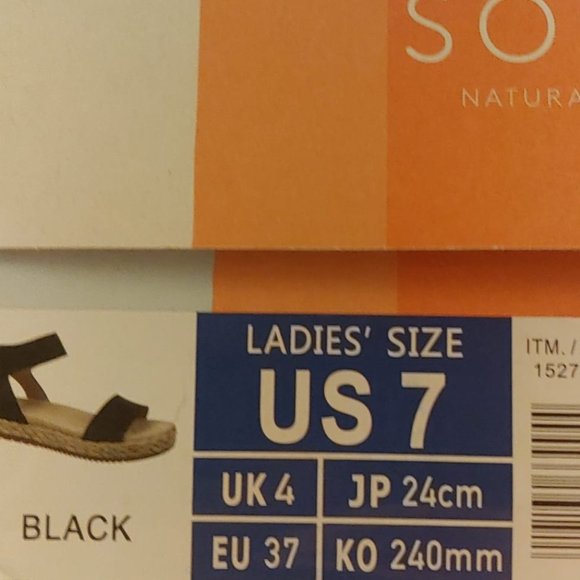 SO
NATURA
LADIES' SIZE
US 7
ITM. /
1527
UK 4
JP 24cm
BLACK
EU 37
KO 240mm